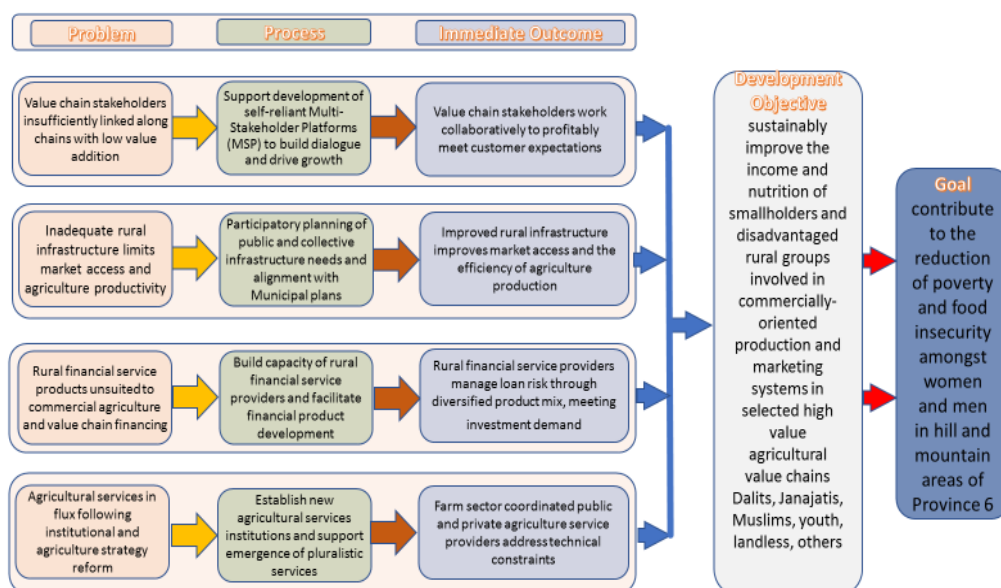 Problem
Process
Immediate Outcome
Value chain stakeholders
insufficiently linked along
chains with low value
addition
Support development of
self-reliant Multi-
Stakeholder Platforms
(MSP) to build dialogue
and drive growth
Value chain stakeholders work
collaboratively to profitably
meet customer expectations
Inadequate rural
infrastructure limits
market access and
agriculture productivity
Participatory planning of
public and collective
infrastructure needs and
alignment with
Municipal plans
Improved rural infrastructure
improves market access and the
efficiency of agriculture
production
Rural financial service
products unsuited to
commercial agriculture
and value chain financing
Build capacity of rural
financial service
providers and facilitate
financial product
development
Rural financial service providers
manage loan risk through
diversified product mix, meeting
investment demand
Agricultural services in
flux following
institutional and
agriculture strategy
reform
Establish new
agricultural services
institutions and support
emergence of pluralistic
services
Farm sector coordinated public
and private agriculture service
providers address technical
constraints
Development
Objective
sustainably
improve the
income and
nutrition of
smallholders and
disadvantaged
rural groups
involved in
commercially-
oriented
production and
marketing
systems in
selected high
value
agricultural
value chains
Dalits, Janajatis,
Muslims, youth,
landless, others
Goal
contribute
to the
reduction
of poverty
and food
insecurity
amongst
women
and men
in hill and
mountain
areas of
Province 6